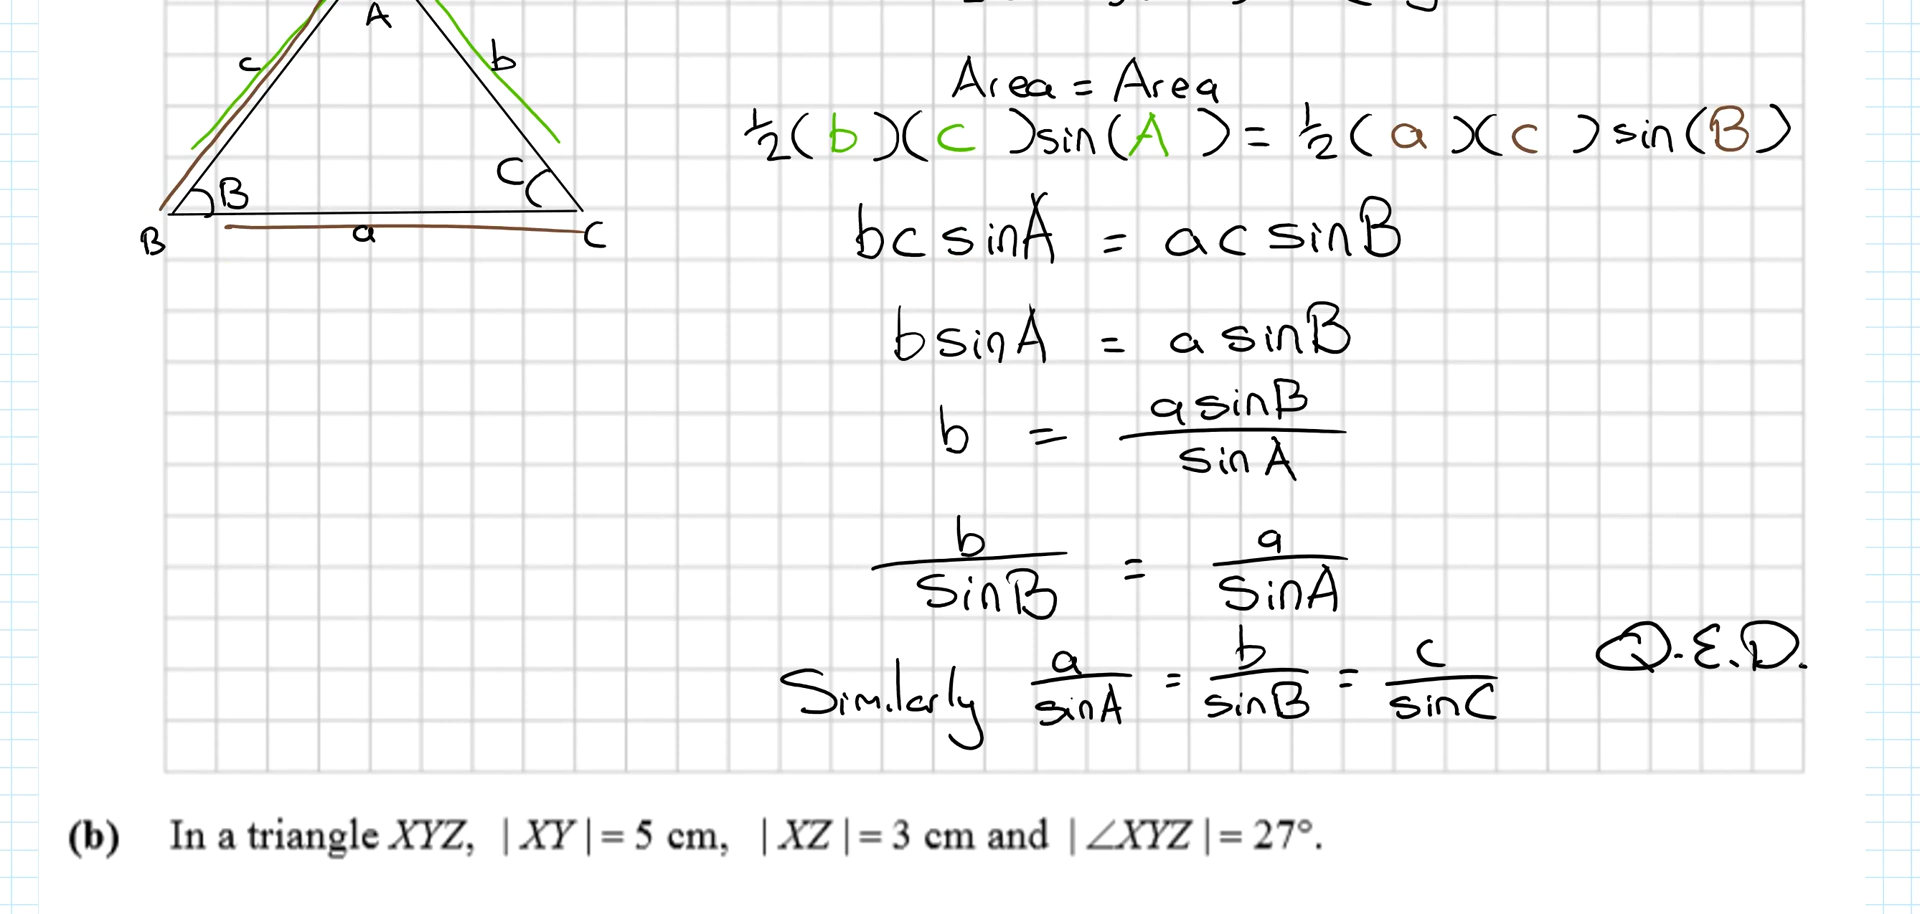 A
c
b
B
C
B
a
C
Area = Area
½(b)(c)sin(A) = ½(a)(c)sin(B)
bc sinA = ac sinB
b sinA = a sinB
b = a sinB / sin A
b / sinB = a / sinA
Similarly a / sinA = b / sinB = c / sinC
Q.E.D.
(b) In a triangle XYZ, |XY| = 5 cm, |XZ| = 3 cm and |∠XYZ| = 27°.